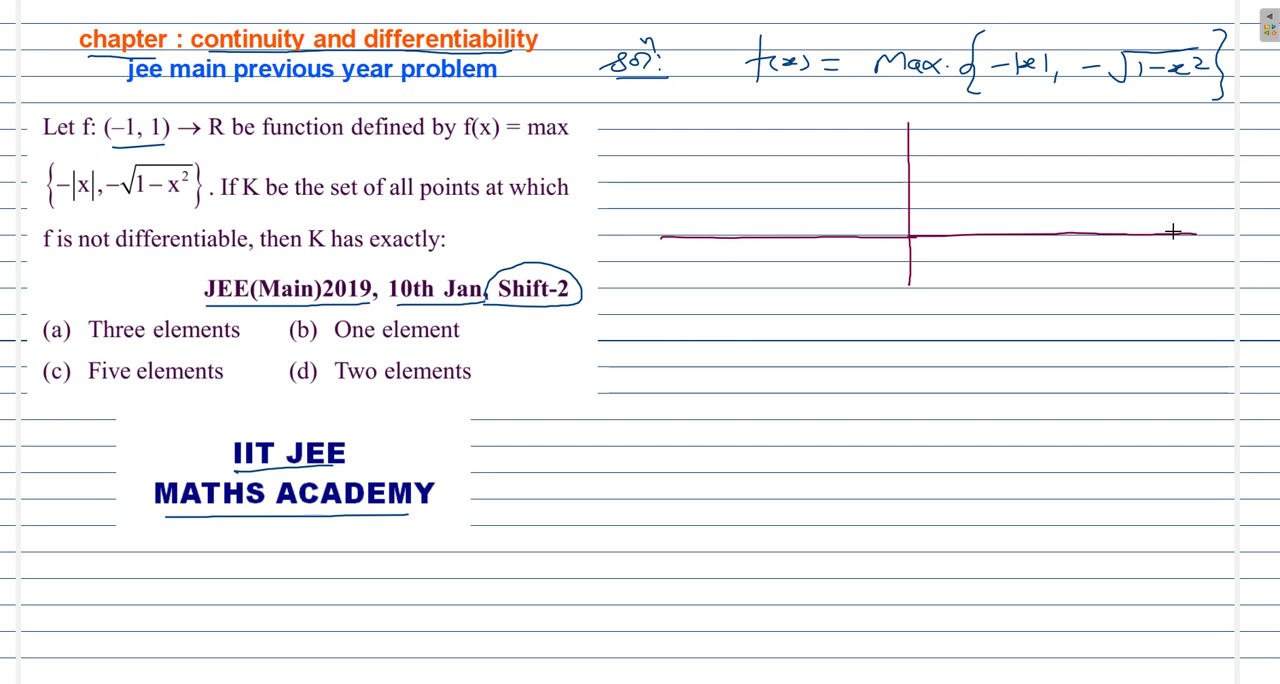 chapter : continuity and differentiability
jee main previous year problem
Let f: (–1, 1) → R be function defined by f(x) = max
{–|x|, –√(1 – x²)}. If K be the set of all points at which
f is not differentiable, then K has exactly:
JEE(Main)2019, 10th Jan, Shift-2
(a) Three elements (b) One element
(c) Five elements (d) Two elements
IIT JEE
MATHS ACADEMY
solⁿ: f(x) = Max. of {-|x|, -√(1-x²)}